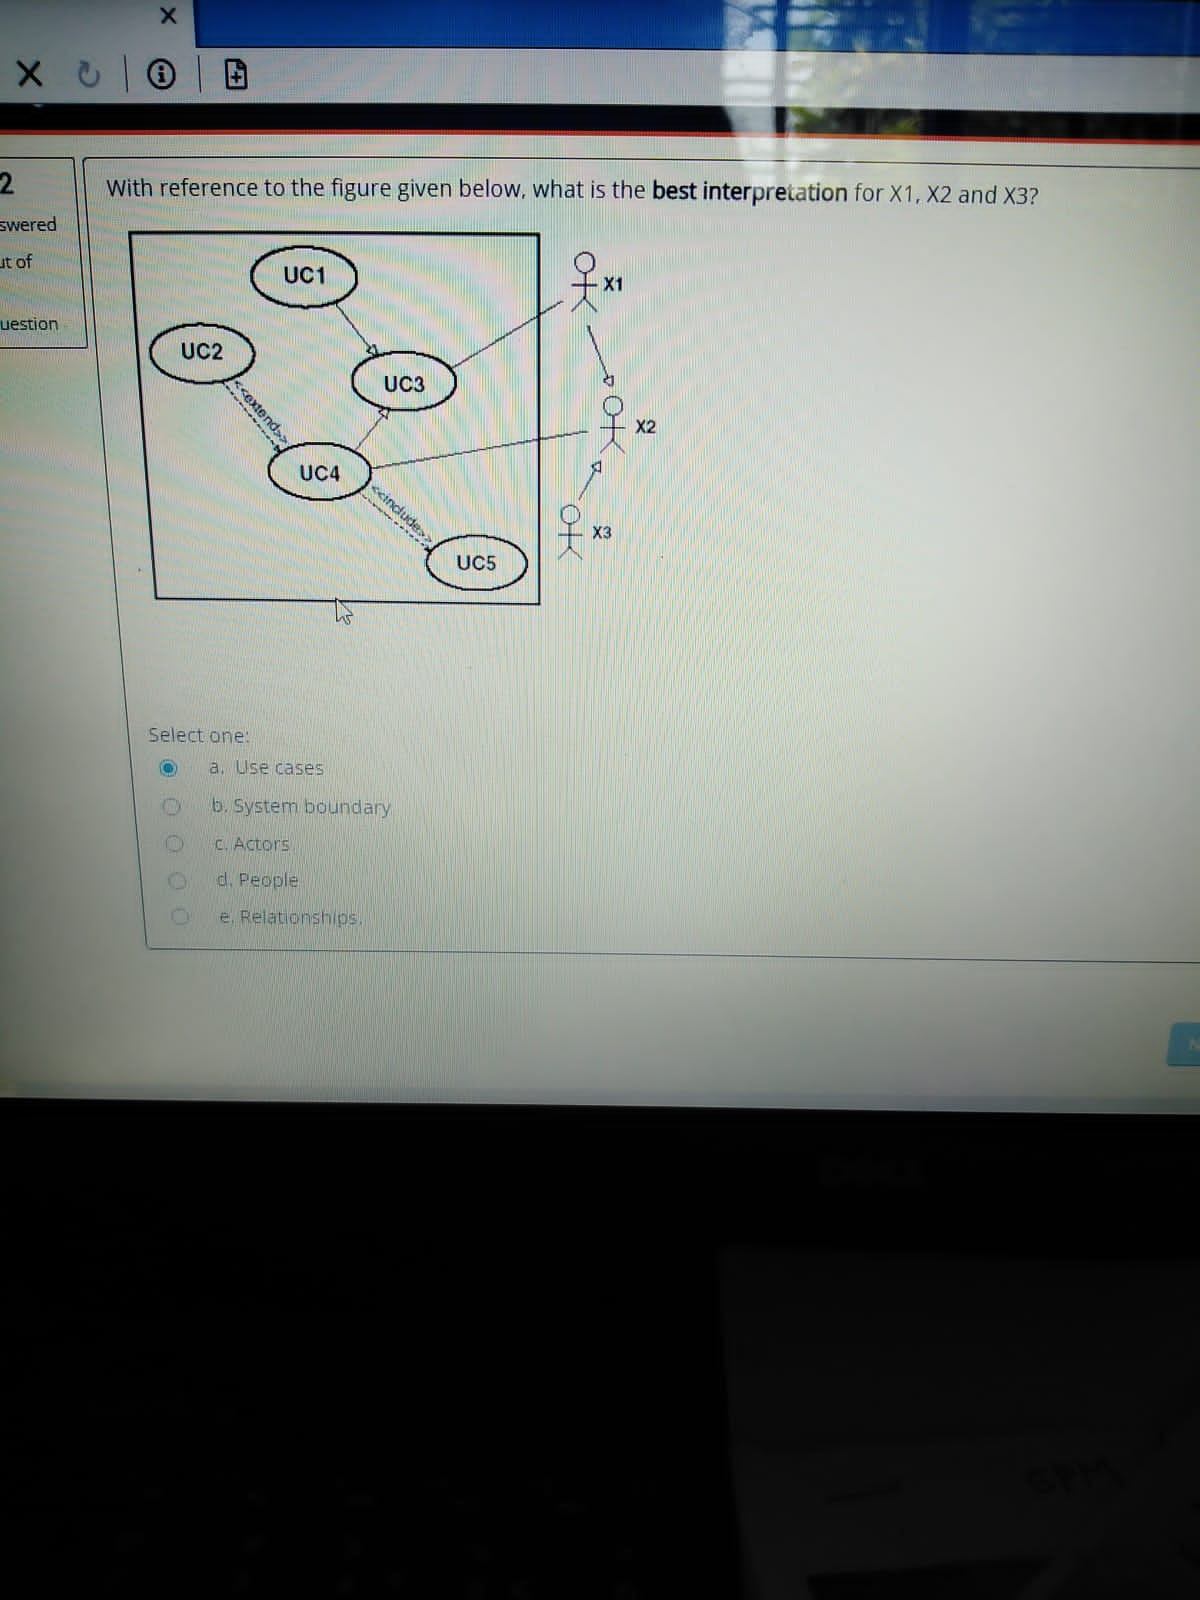 2
swered
ut of
uestion
With reference to the figure given below, what is the best interpretation for X1, X2 and X3?
UC1
X1
UC2
UC3
<<extend>>
X2
UC4
<<include>>
X3
UC5
Select one:
a. Use cases
b. System boundary
c. Actors
d. People
e. Relationships.
N